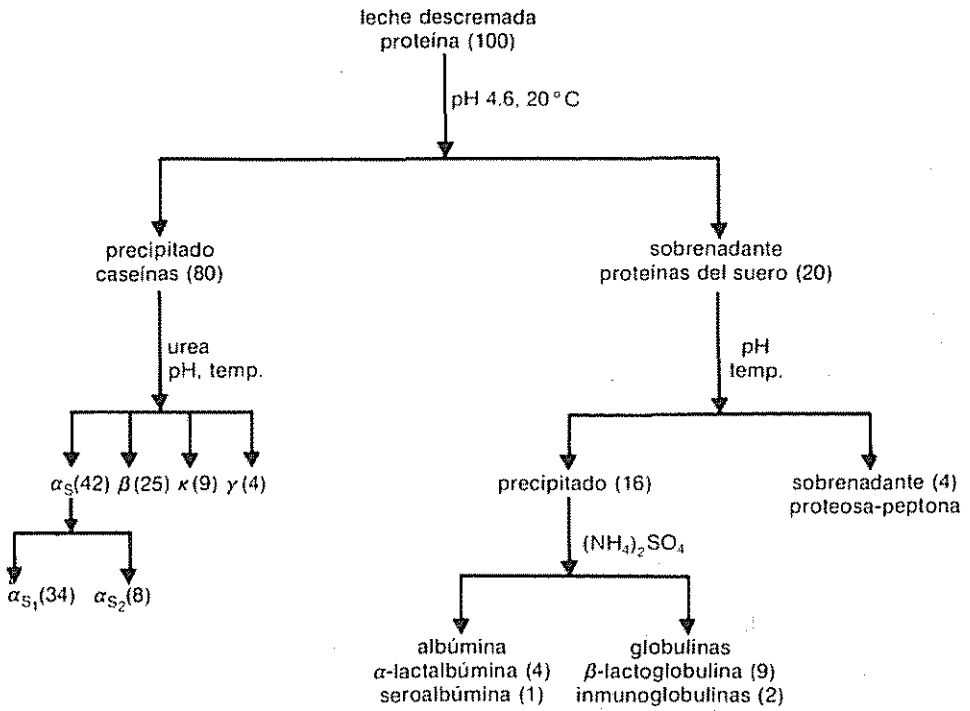 leche descremada
proteína (100)
pH 4.6, 20°C
precipitado
caseínas (80)
sobrenadante
proteínas del suero (20)
urea
pH, temp.
pH
temp.
αS(42) β(25) κ(9) γ(4)
precipitado (16)
sobrenadante (4)
proteosa-peptona
(NH₄)₂SO₄
αS₁(34) αS₂(8)
albúmina
α-lactalbúmina (4)
seroalbúmina (1)
globulinas
β-lactoglobulina (9)
inmunoglobulinas (2)